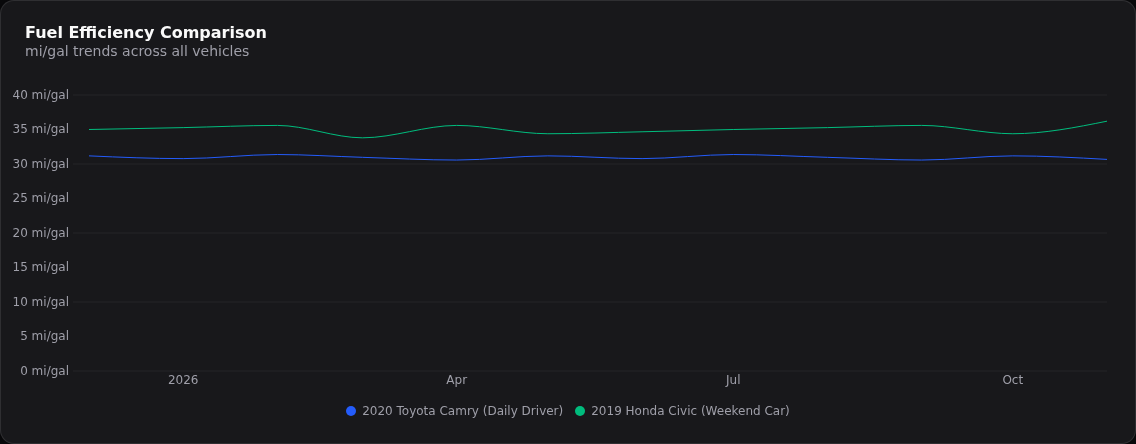 Fuel Efficiency Comparison
mi/gal trends across all vehicles
40 mi/gal
35 mi/gal
30 mi/gal
25 mi/gal
20 mi/gal
15 mi/gal
10 mi/gal
5 mi/gal
0 mi/gal
2026 Apr Jul Oct
2020 Toyota Camry (Daily Driver) 2019 Honda Civic (Weekend Car)